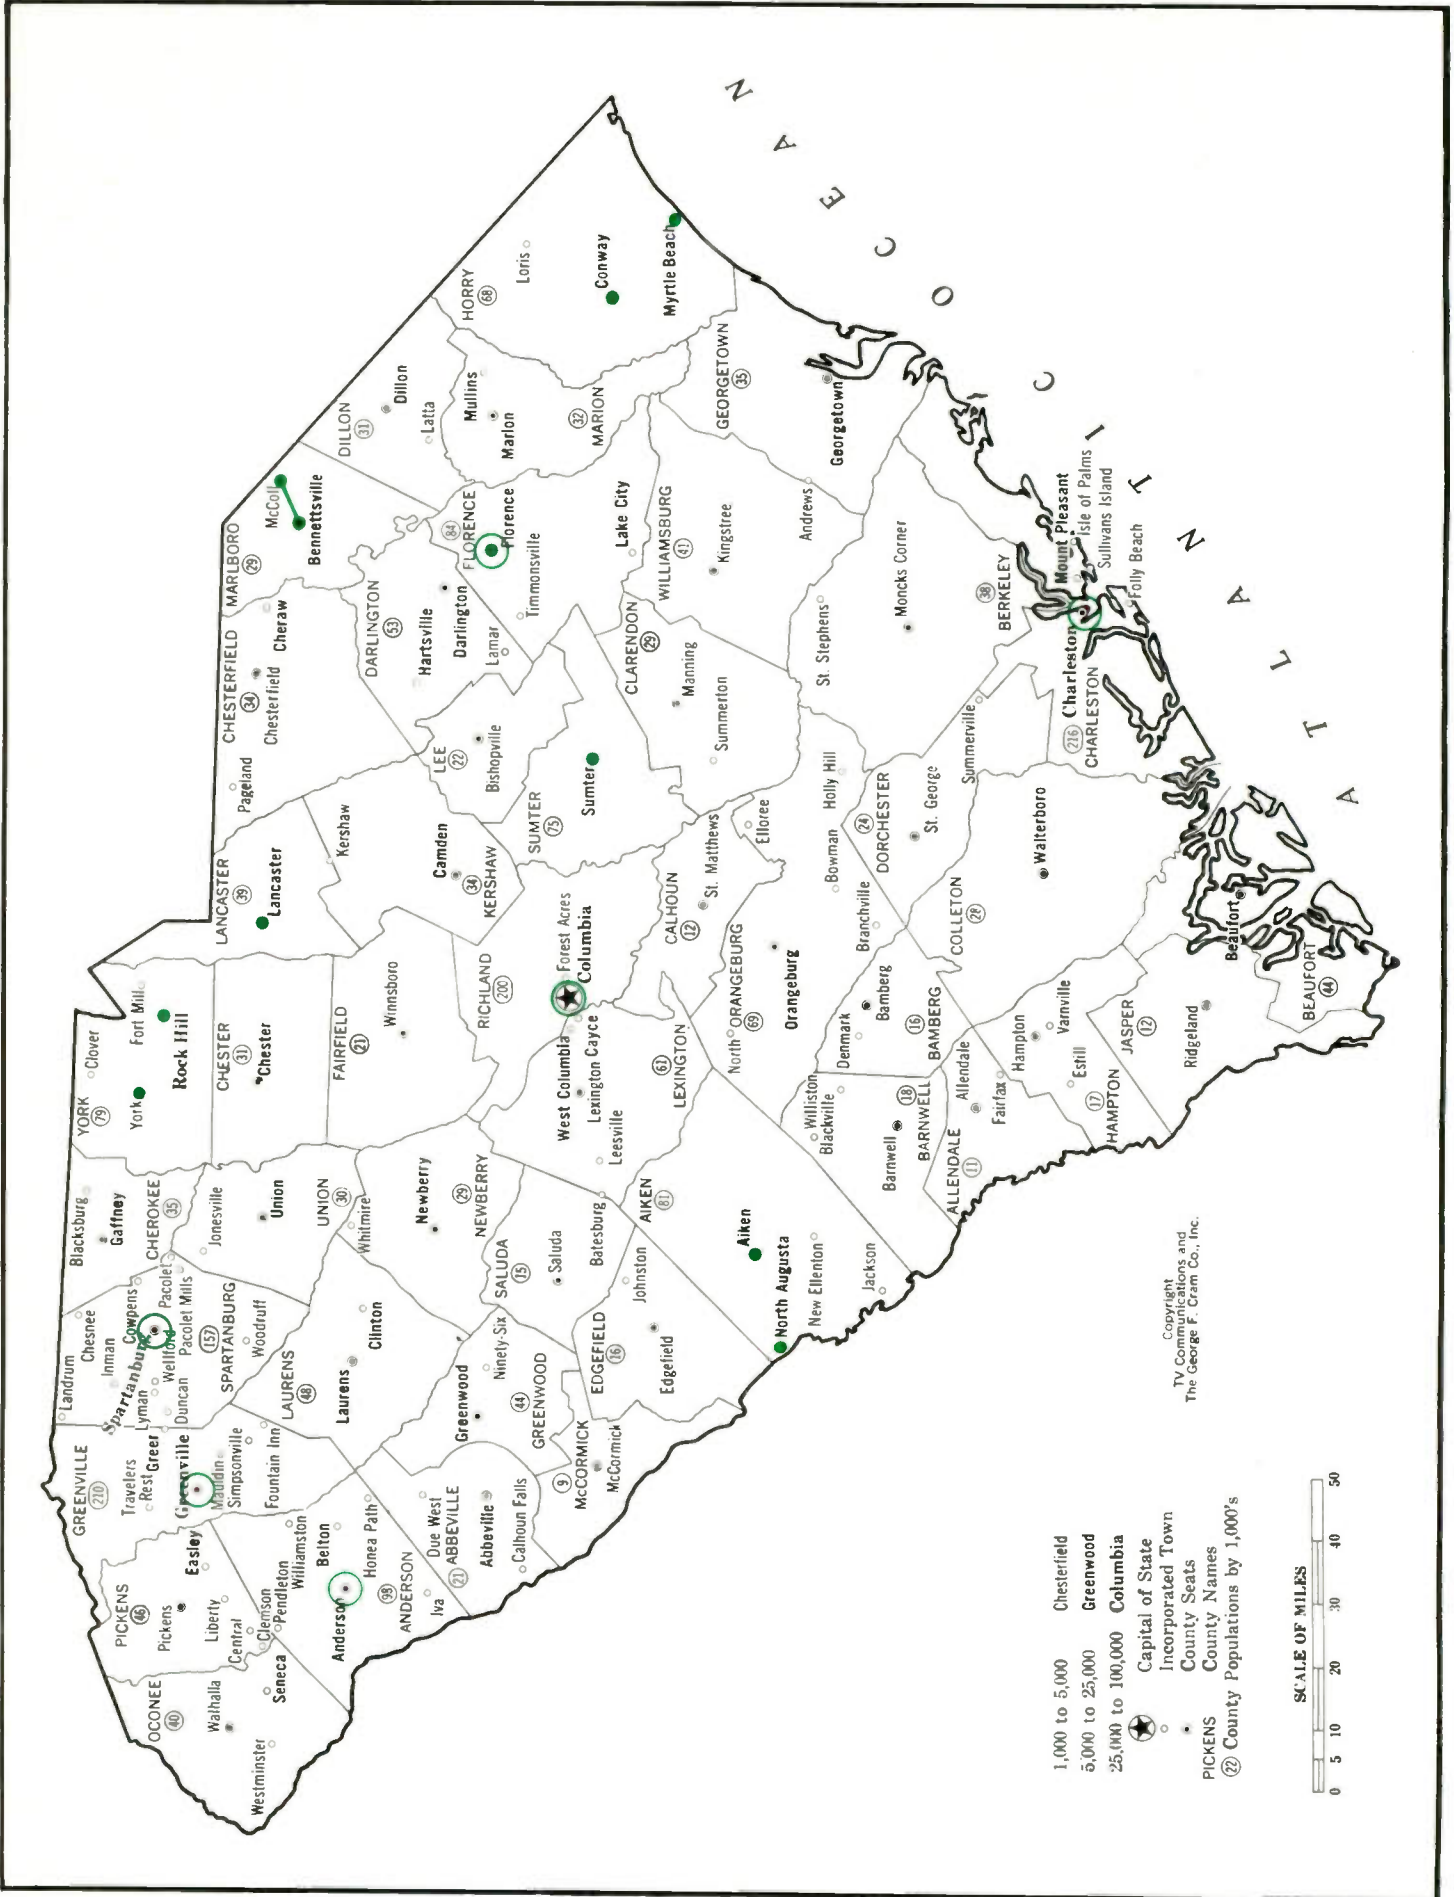 GREENVILLE
210
Travelers
Rest
Greer
Greenville
Mauldin
Simpsonville
Fountain Inn
PICKENS
46
Pickens
Easley
Liberty
Central
Clemson
Pendleton
OCONEE
40
Walhalla
Seneca
Westminster
Williamston
Belton
Honea Path
Anderson
98
ANDERSON
Iva
Landrum
Chesnee
Inman
Cowpens
Spartanburg
Lyman
Wellford
Duncan
Pacolet
Pacolet Mills
157
SPARTANBURG
Woodruff
Blacksburg
Gaffney
CHEROKEE
35
Jonesville
Union
UNION
30
YORK
79
Clover
York
Fort Mill
Rock Hill
CHESTER
31
Chester
LANCASTER
39
Lancaster
Kershaw
CHESTERFIELD
34
Chesterfield
Pageland
Cheraw
MARLBORO
29
McColl
Bennettsville
DILLON
31
Dillon
Latta
DARLINGTON
53
Hartsville
Darlington
Lamar
84
FLORENCE
Florence
Timmonsville
Lake City
Mullins
Marion
32
MARION
HORRY
68
Loris
Conway
Myrtle Beach
LAURENS
48
Laurens
Clinton
Whitmire
Newberry
29
NEWBERRY
FAIRFIELD
21
Winnsboro
RICHLAND
200
Forest Acres
Columbia
Camden
34
KERSHAW
LEE
22
Bishopville
SUMTER
75
Sumter
CLARENDON
29
Manning
Summerton
WILLIAMSBURG
41
Kingstree
GEORGETOWN
35
Georgetown
Andrews
Due West
21
ABBEVILLE
Abbeville
Calhoun Falls
Greenwood
Ninety-Six
44
GREENWOOD
9
McCORMICK
McCormick
SALUDA
15
Saluda
Batesburg
Leesville
EDGEFIELD
16
Edgefield
Johnston
West Columbia
Lexington
Cayce
61
LEXINGTON
CALHOUN
12
St. Matthews
AIKEN
81
Aiken
North Augusta
New Ellenton
Jackson
North
ORANGEBURG
69
Orangeburg
Elloree
Holly Hill
Bowman
Branchville
St. Stephens
Moncks Corner
38
BERKELEY
24
DORCHESTER
St. George
Summerville
Williston
Blackville
Barnwell
18
BARNWELL
Denmark
Bamberg
16
BAMBERG
ALLENDALE
11
Allendale
Fairfax
COLLETON
28
Walterboro
Hampton
Varnville
Estill
17
HAMPTON
JASPER
12
Ridgeland
BEAUFORT
44
Beaufort
216
CHARLESTON
Charleston
Mount Pleasant
Isle of Palms
Sullivans Island
Folly Beach
ATLANTIC OCEAN
Copyright
TV Communications and
The George F. Cram Co., Inc.
1,000 to 5,000 Chesterfield
5,000 to 25,000 Greenwood
25,000 to 100,000 Columbia
Capital of State
Incorporated Town
County Seats
PICKENS County Names
22 County Populations by 1,000's
SCALE OF MILES
0 5 10 20 30 40 50